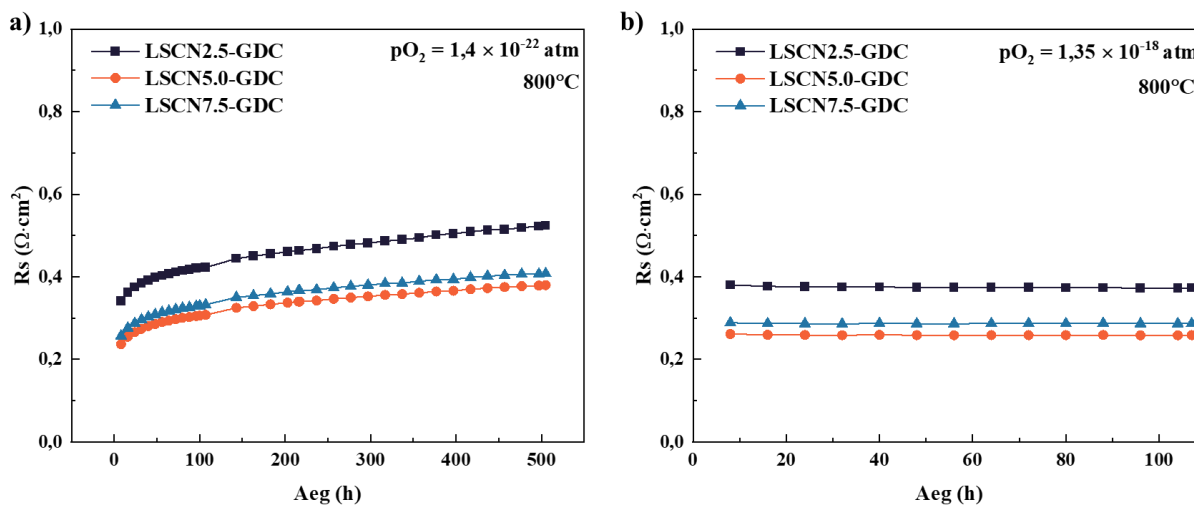 a)
1,0
0,8
0,6
0,4
0,2
0,0
Rs (Ω·cm²)
LSCN2.5-GDC
LSCN5.0-GDC
LSCN7.5-GDC
pO₂ = 1,4 × 10⁻²² atm
800°C
0 100 200 300 400 500
Aeg (h)
b)
1,0
0,8
0,6
0,4
0,2
0,0
Rs (Ω·cm²)
LSCN2.5-GDC
LSCN5.0-GDC
LSCN7.5-GDC
pO₂ = 1,35 × 10⁻¹⁸ atm
800°C
0 20 40 60 80 100
Aeg (h)